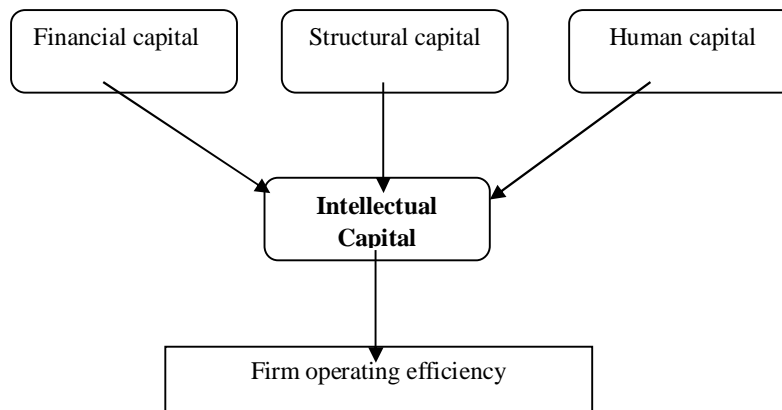 Financial capital
Structural capital
Human capital
Intellectual
Capital
Firm operating efficiency